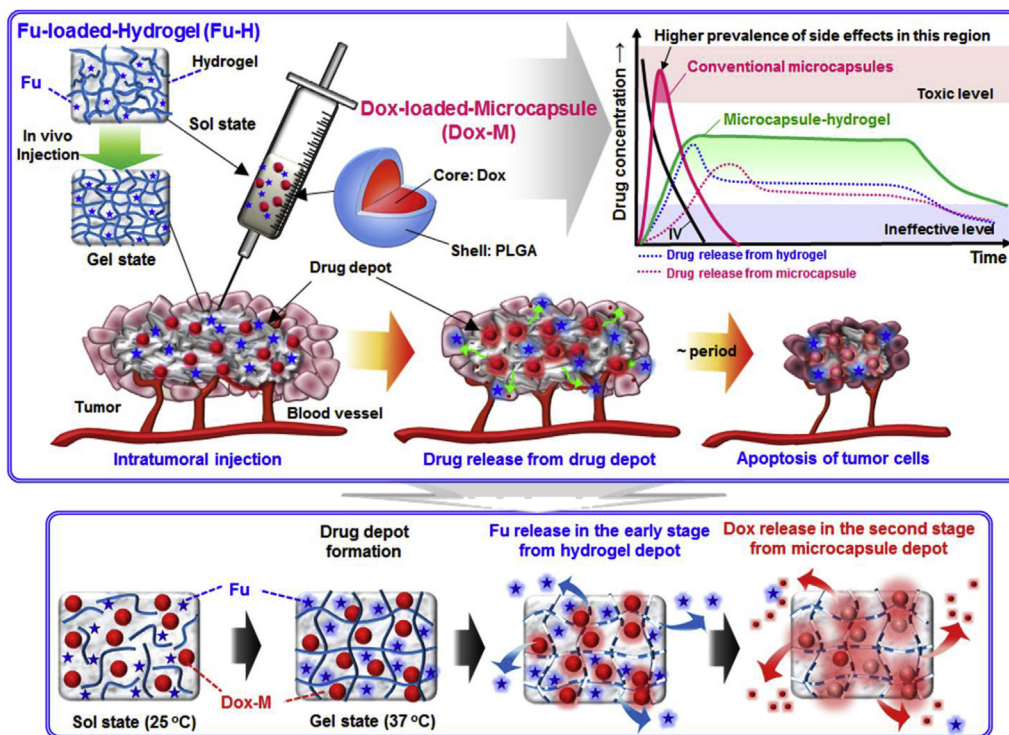 Fu-loaded-Hydrogel (Fu-H)
Hydrogel
Fu
In vivo
Injection
Gel state
Sol state
Dox-loaded-Microcapsule
(Dox-M)
Core: Dox
Shell: PLGA
Higher prevalence of side effects in this region
Conventional microcapsules
Toxic level
Microcapsule-hydrogel
Drug concentration →
IV
Ineffective level
Time
Drug release from hydrogel
Drug release from microcapsule
Drug depot
Tumor
Blood vessel
~ period
Intratumoral injection
Drug release from drug depot
Apoptosis of tumor cells
Drug depot
formation
Fu release in the early stage
from hydrogel depot
Dox release in the second stage
from microcapsule depot
Fu
Dox-M
Sol state (25 °C)
Gel state (37 °C)